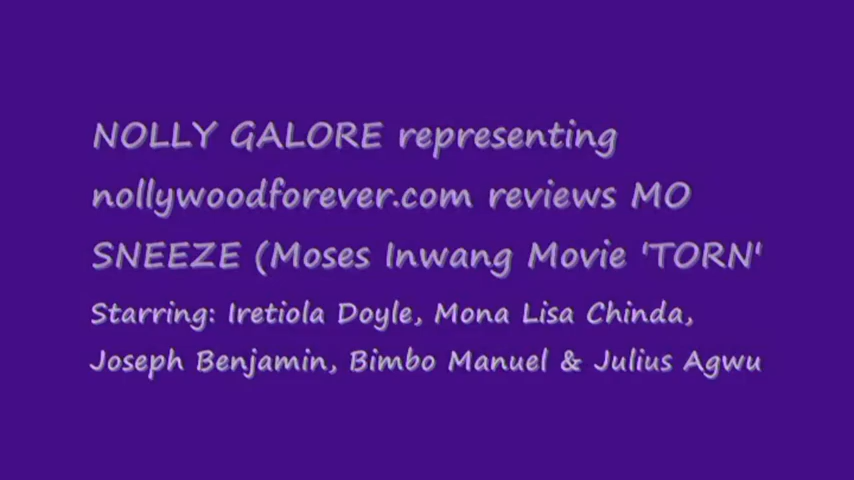 NOLLY GALORE representing
nollywoodforever.com reviews MO
SNEEZE (Moses Inwang Movie 'TORN'
Starring: Iretiola Doyle, Mona Lisa Chinda,
Joseph Benjamin, Bimbo Manuel & Julius Agwu